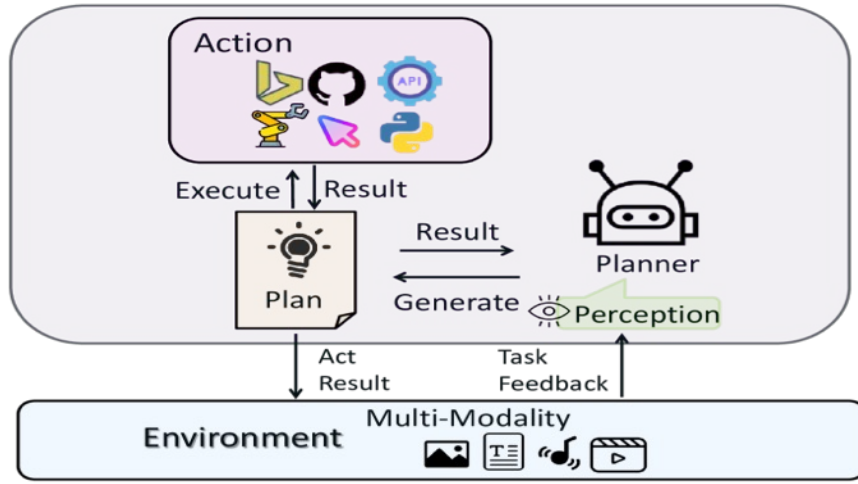 Action
API
Execute
Result
Result
Planner
Plan
Generate
Perception
Act
Result
Task
Feedback
Multi-Modality
Environment
T